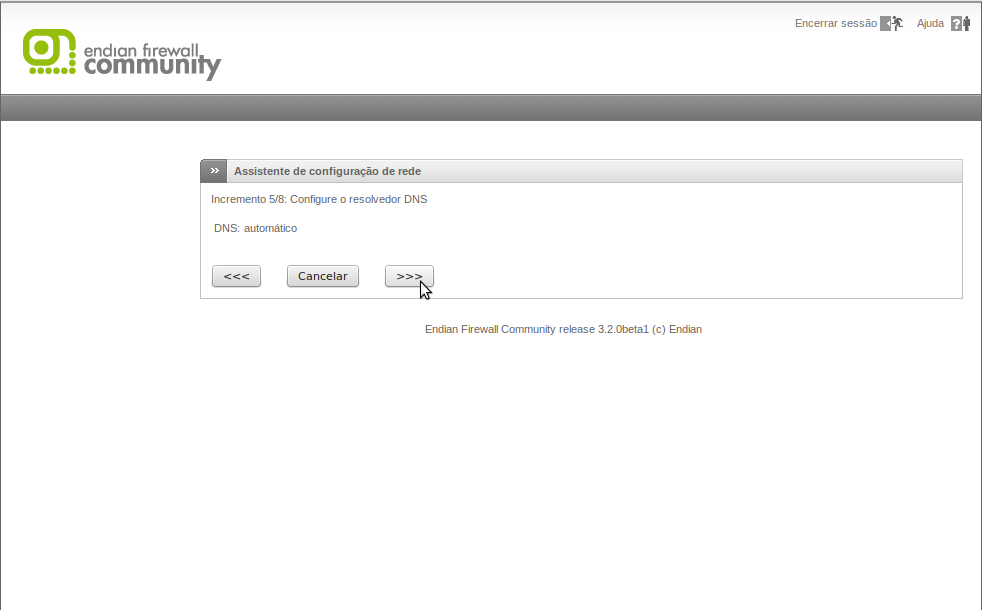 Encerrar sessão
Ajuda
endian firewall
community
Assistente de configuração de rede
Incremento 5/8: Configure o resolvedor DNS
DNS: automático
<<< Cancelar >>>
Endian Firewall Community release 3.2.0beta1 (c) Endian